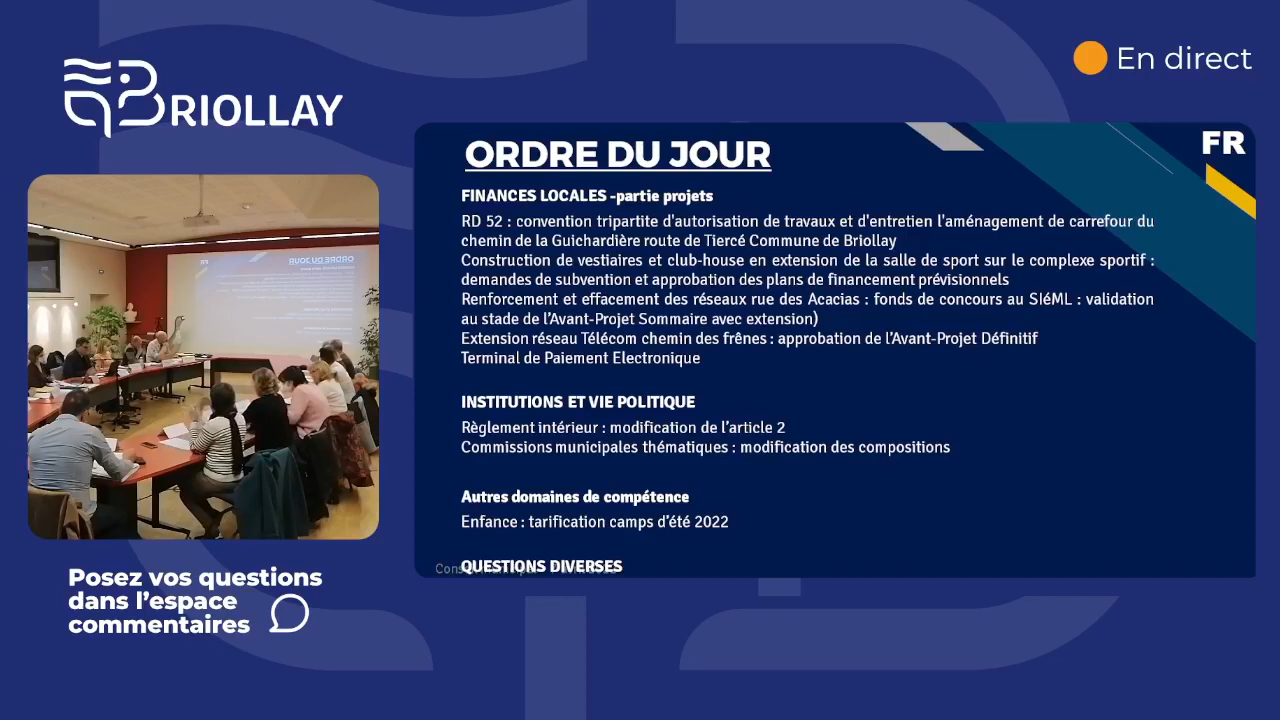 BRIOLLAY
En direct
ORDRE DU JOUR
FR
FINANCES LOCALES -partie projets
RD 52 : convention tripartite d'autorisation de travaux et d'entretien l'aménagement de carrefour du
chemin de la Guichardière route de Tiercé Commune de Briollay
Construction de vestiaires et club-house en extension de la salle de sport sur le complexe sportif :
demandes de subvention et approbation des plans de financement prévisionnels
Renforcement et effacement des réseaux rue des Acacias : fonds de concours au SIéML : validation
au stade de l’Avant-Projet Sommaire avec extension)
Extension réseau Télécom chemin des frênes : approbation de l’Avant-Projet Définitif
Terminal de Paiement Electronique
INSTITUTIONS ET VIE POLITIQUE
Règlement intérieur : modification de l’article 2
Commissions municipales thématiques : modification des compositions
Autres domaines de compétence
Enfance : tarification camps d’été 2022
QUESTIONS DIVERSES
ORDRE DU JOUR
Posez vos questions
dans l’espace
commentaires